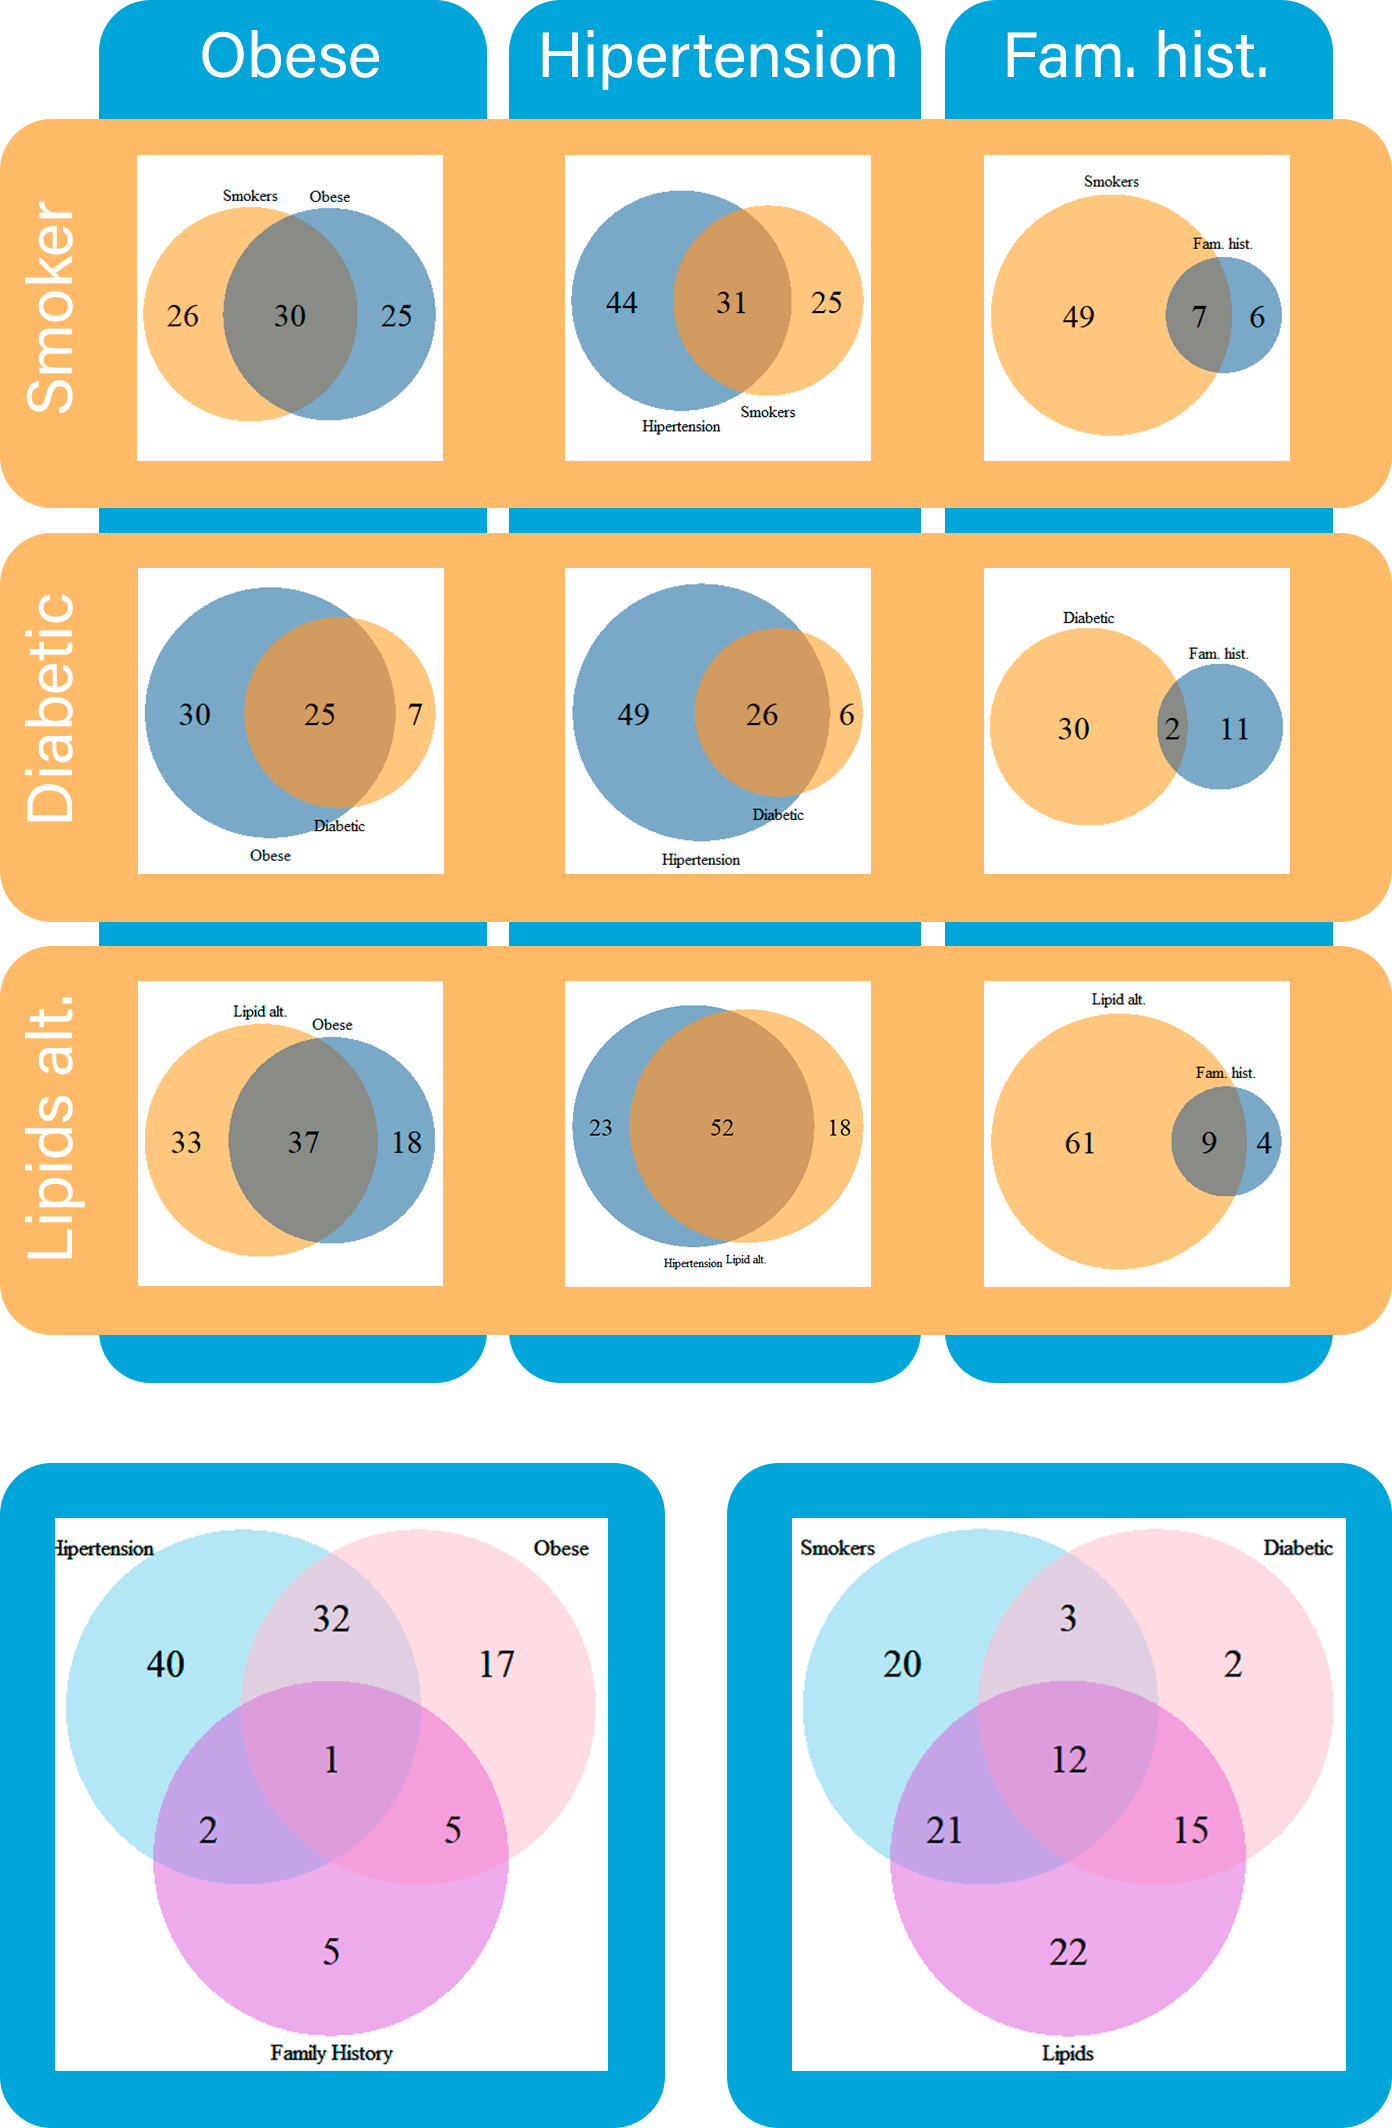 Obese Hipertension Fam. hist.
Smoker
Smokers Obese
26 30 25
44 31 25
Smokers
Hipertension
Smokers
Fam. hist.
49 7 6
Diabetic
30 25 7
Diabetic
Obese
49 26 6
Diabetic
Hipertension
Diabetic
Fam. hist.
30 2 11
Lipids alt.
Lipid alt.
Obese
33 37 18
23 52 18
Hipertension Lipid alt.
Lipid alt.
Fam. hist.
61 9 4
Hipertension Obese
32
40 17
1
2 5
5
Family History
Smokers Diabetic
3
20 2
12
21 15
22
Lipids